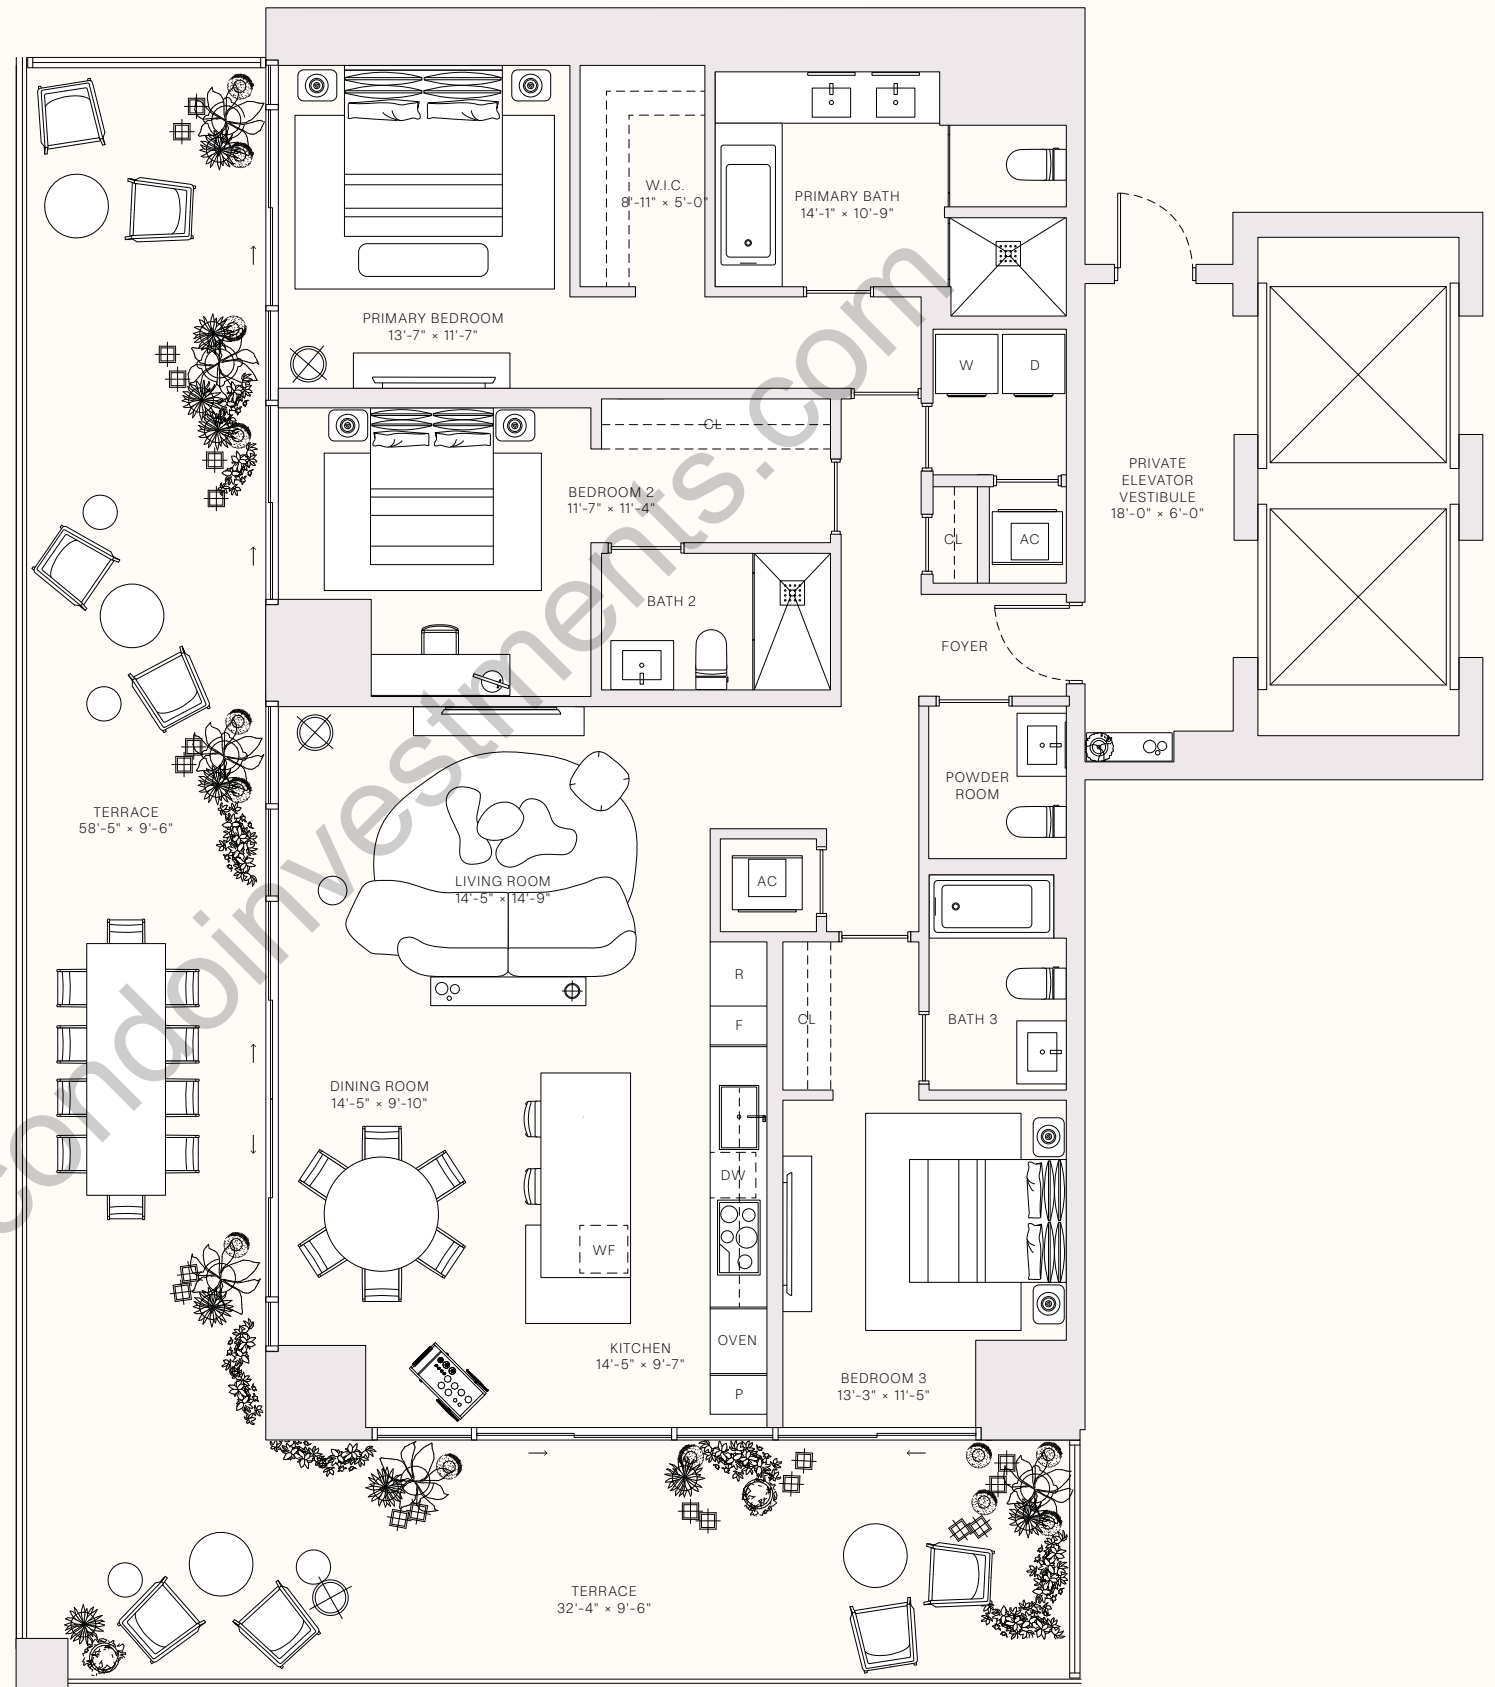 W.I.C.
8'-11" × 5'-0"
PRIMARY BATH
14'-1" × 10'-9"
PRIMARY BEDROOM
13'-7" × 11'-7"
W
D
CL
BEDROOM 2
11'-7" × 11'-4"
PRIVATE
ELEVATOR
VESTIBULE
18'-0" × 6'-0"
CL
AC
BATH 2
FOYER
POWDER
ROOM
TERRACE
58'-5" × 9'-6"
LIVING ROOM
14'-5" × 14'-9"
AC
R
F
CL
BATH 3
DINING ROOM
14'-5" × 9'-10"
DW
WF
OVEN
KITCHEN
14'-5" × 9'-7"
P
BEDROOM 3
13'-3" × 11'-5"
TERRACE
32'-4" × 9'-6"
condoinvestments.com